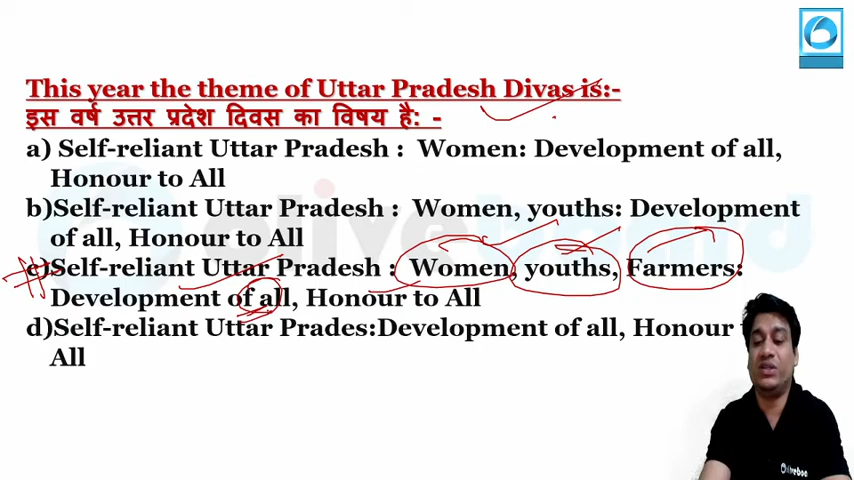 This year the theme of Uttar Pradesh Divas is:-
इस वर्ष उत्तर प्रदेश दिवस का विषय है: -
a) Self-reliant Uttar Pradesh : Women: Development of all,
Honour to All
b)Self-reliant Uttar Pradesh : Women, youths: Development
of all, Honour to All
c)Self-reliant Uttar Pradesh : Women, youths, Farmers:
Development of all, Honour to All
d)Self-reliant Uttar Prades:Development of all, Honour
All